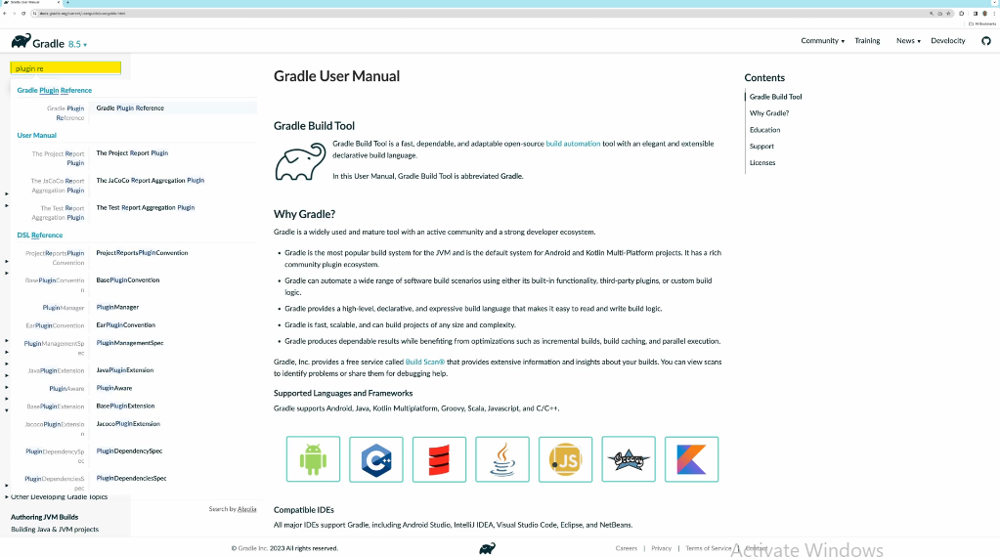 Gradle User Manual
docs.gradle.org/current/userguide/userguide.html
All Bookmarks
Gradle 8.5
Community
Training
News
Develocity
plugin re
Gradle Plugin Reference
Gradle Plugin Reference
Gradle Plugin Reference
User Manual
The Project Report Plugin
The Project Report Plugin
The JaCoCo Report Aggregation Plugin
The JaCoCo Report Aggregation Plugin
The Test Report Aggregation Plugin
The Test Report Aggregation Plugin
DSL Reference
ProjectReportsPlugin
Convention
ProjectReportsPluginConvention
BasePluginConventio
n
BasePluginConvention
PluginManager
PluginManager
EarPluginConvention
EarPluginConvention
PluginManagementSp
ec
PluginManagementSpec
JavaPluginExtension
JavaPluginExtension
PluginAware
PluginAware
BasePluginExtension
BasePluginExtension
JacocoPluginExtensio
n
JacocoPluginExtension
PluginDependencySp
ec
PluginDependencySpec
PluginDependenciesS
pec
PluginDependenciesSpec
Other Developing Gradle Topics
Search by Algolia
Authoring JVM Builds
Building Java & JVM projects
Gradle User Manual
Gradle Build Tool
Gradle Build Tool is a fast, dependable, and adaptable open-source build automation tool with an elegant and extensible
declarative build language.
In this User Manual, Gradle Build Tool is abbreviated Gradle.
Why Gradle?
Gradle is a widely used and mature tool with an active community and a strong developer ecosystem.
• Gradle is the most popular build system for the JVM and is the default system for Android and Kotlin Multi-Platform projects. It has a rich
community plugin ecosystem.
• Gradle can automate a wide range of software build scenarios using either its built-in functionality, third-party plugins, or custom build
logic.
• Gradle provides a high-level, declarative, and expressive build language that makes it easy to read and write build logic.
• Gradle is fast, scalable, and can build projects of any size and complexity.
• Gradle produces dependable results while benefiting from optimizations such as incremental builds, build caching, and parallel execution.
Gradle, Inc. provides a free service called Build Scan® that provides extensive information and insights about your builds. You can view scans
to identify problems or share them for debugging help.
Supported Languages and Frameworks
Gradle supports Android, Java, Kotlin Multiplatform, Groovy, Scala, Javascript, and C/C++.
C++
Java
JS
Groovy
Compatible IDEs
All major IDEs support Gradle, including Android Studio, IntelliJ IDEA, Visual Studio Code, Eclipse, and NetBeans.
Contents
Gradle Build Tool
Why Gradle?
Education
Support
Licenses
© Gradle Inc. 2023 All rights reserved.
Careers | Privacy | Terms of Service | Contact
Activate Windows